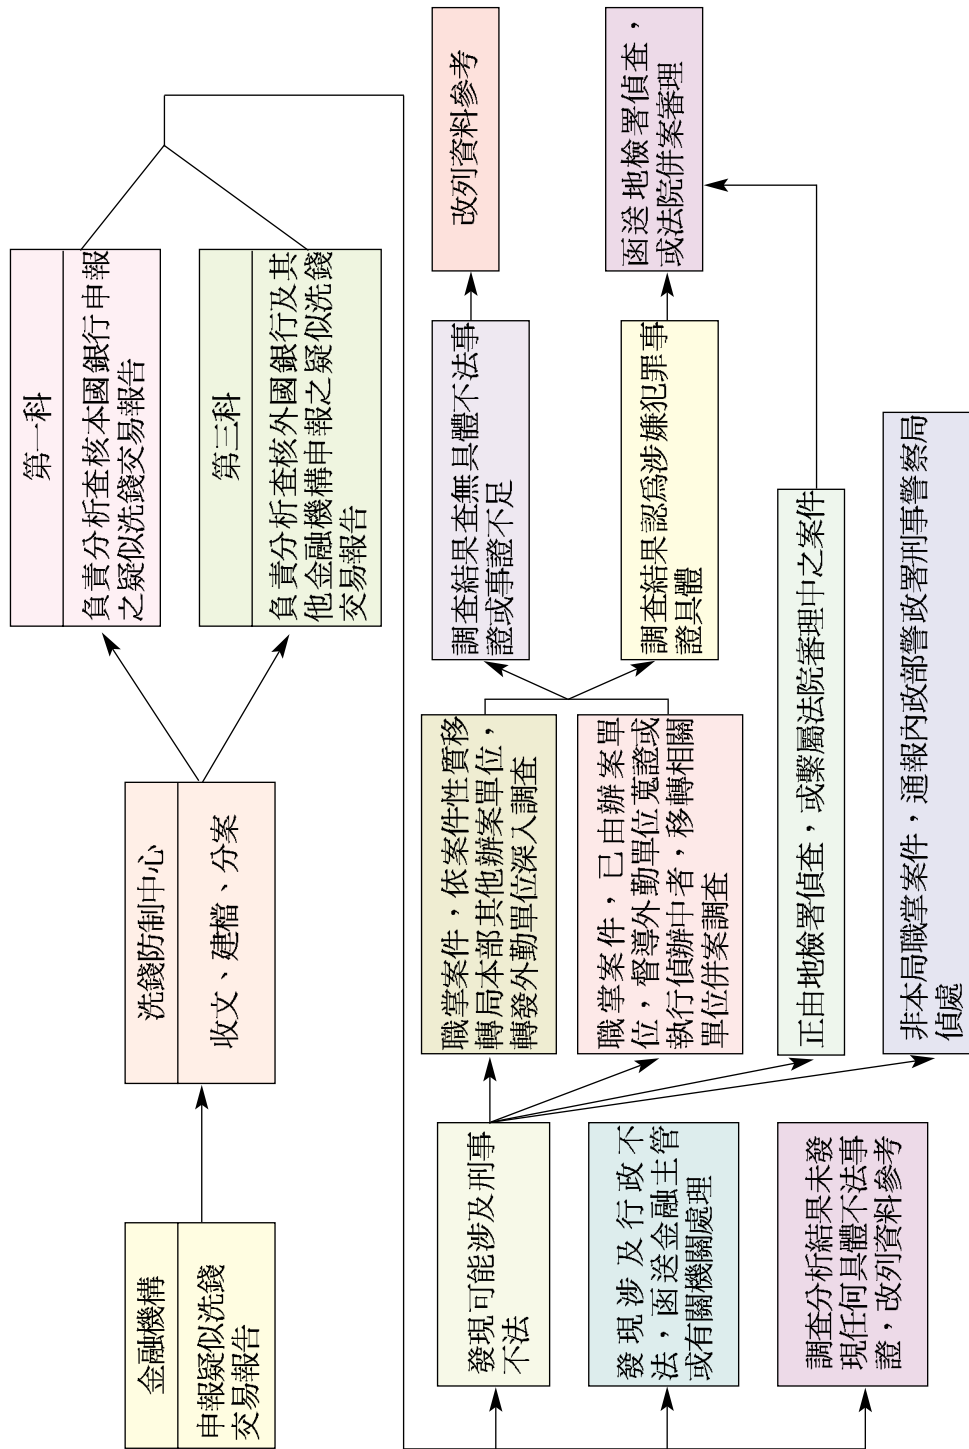 金融機構
申報疑似洗錢
交易報告
洗錢防制中心
收文、建檔、分案
第一科
負責分析查核本國銀行申報
之疑似洗錢交易報告
第三科
負責分析查核外國銀行及其
他金融機構申報之疑似洗錢
交易報告
發現可能涉及刑事
不法
發現涉及行政不
法，函送金融主管
或有關機關處理
調查分析結果未發
現任何具體不法事
證，改列資料參考
職掌案件，依案件性質移
轉局本部其他辦案單位，
轉發外勤單位深入調查
職掌案件，已由辦案單
位，督導外勤單位蒐證或
執行偵辦中者，移轉相關
單位併案調查
正由地檢署偵查，或繫屬法院審理中之案件
非本局職掌案件，通報內政部警政署刑事警察局
偵處
調查結果查無具體不法事
證或事證不足
調查結果認為涉嫌犯罪事
證具體
改列資料參考
函送地檢署偵查，
或法院併案審理